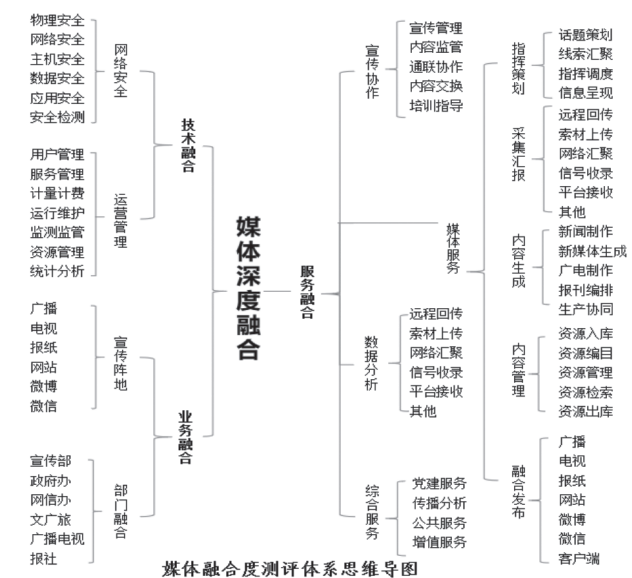 物理安全
网络安全
主机安全
数据安全
应用安全
安全检测
网络安全
用户管理
服务管理
计量计费
运行维护
监测监管
资源管理
统计分析
运营管理
技术融合
广播
电视
报纸
网站
微博
微信
宣传阵地
宣传部
政府办
网信办
文广旅
广播电视
报社
部门融合
业务融合
媒体深度融合
服务融合
宣传协作
宣传管理
内容监管
通联协作
内容交换
培训指导
媒体服务
指挥策划
话题策划
线索汇聚
指挥调度
信息呈现
采集汇报
远程回传
素材上传
网络汇聚
信号收录
平台接收
其他
内容生成
新闻制作
新媒体生成
广电制作
报刊编排
生产协同
内容管理
资源入库
资源编目
资源管理
资源检索
资源出库
融合发布
广播
电视
报纸
网站
微博
微信
客户端
数据分析
远程回传
素材上传
网络汇聚
信号收录
平台接收
其他
综合服务
党建服务
传播分析
公共服务
增值服务
媒体融合度测评体系思维导图